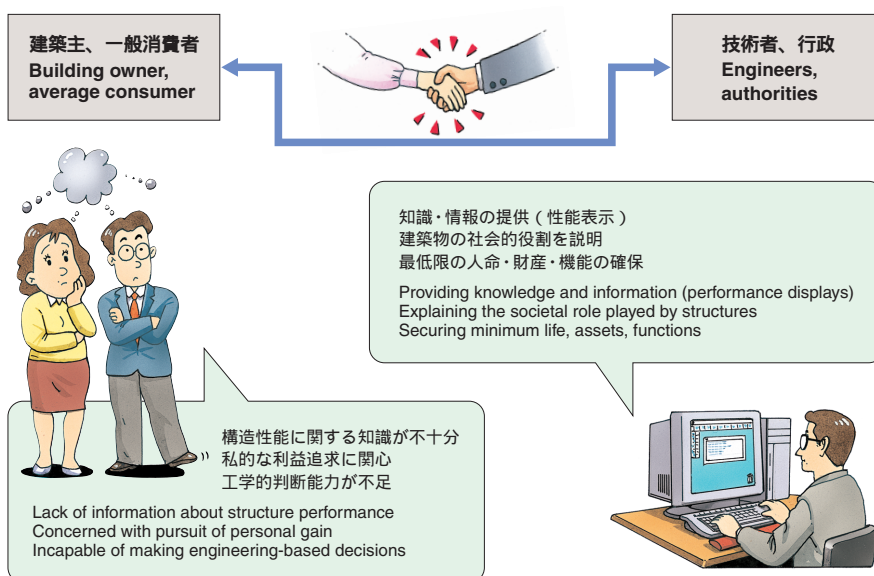 建築主、一般消費者
Building owner,
average consumer
技術者、行政
Engineers,
authorities
知識・情報の提供(性能表示)
建築物の社会的役割を説明
最低限の人命・財産・機能の確保
Providing knowledge and information (performance displays)
Explaining the societal role played by structures
Securing minimum life, assets, functions
構造性能に関する知識が不十分
私的な利益追求に関心
工学的判断能力が不足
Lack of information about structure performance
Concerned with pursuit of personal gain
Incapable of making engineering-based decisions